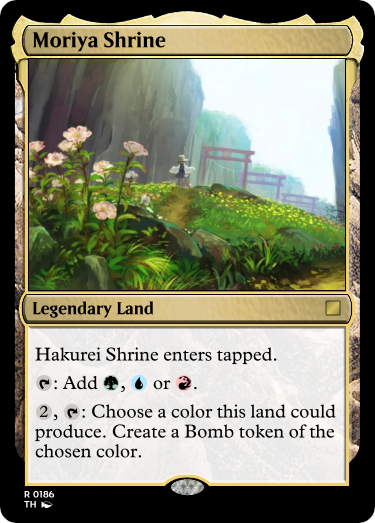 Moriya Shrine
Legendary Land
Hakurei Shrine enters tapped.
: Add , or .
2, : Choose a color this land could
produce. Create a Bomb token of the
chosen color.
R 0186
TH